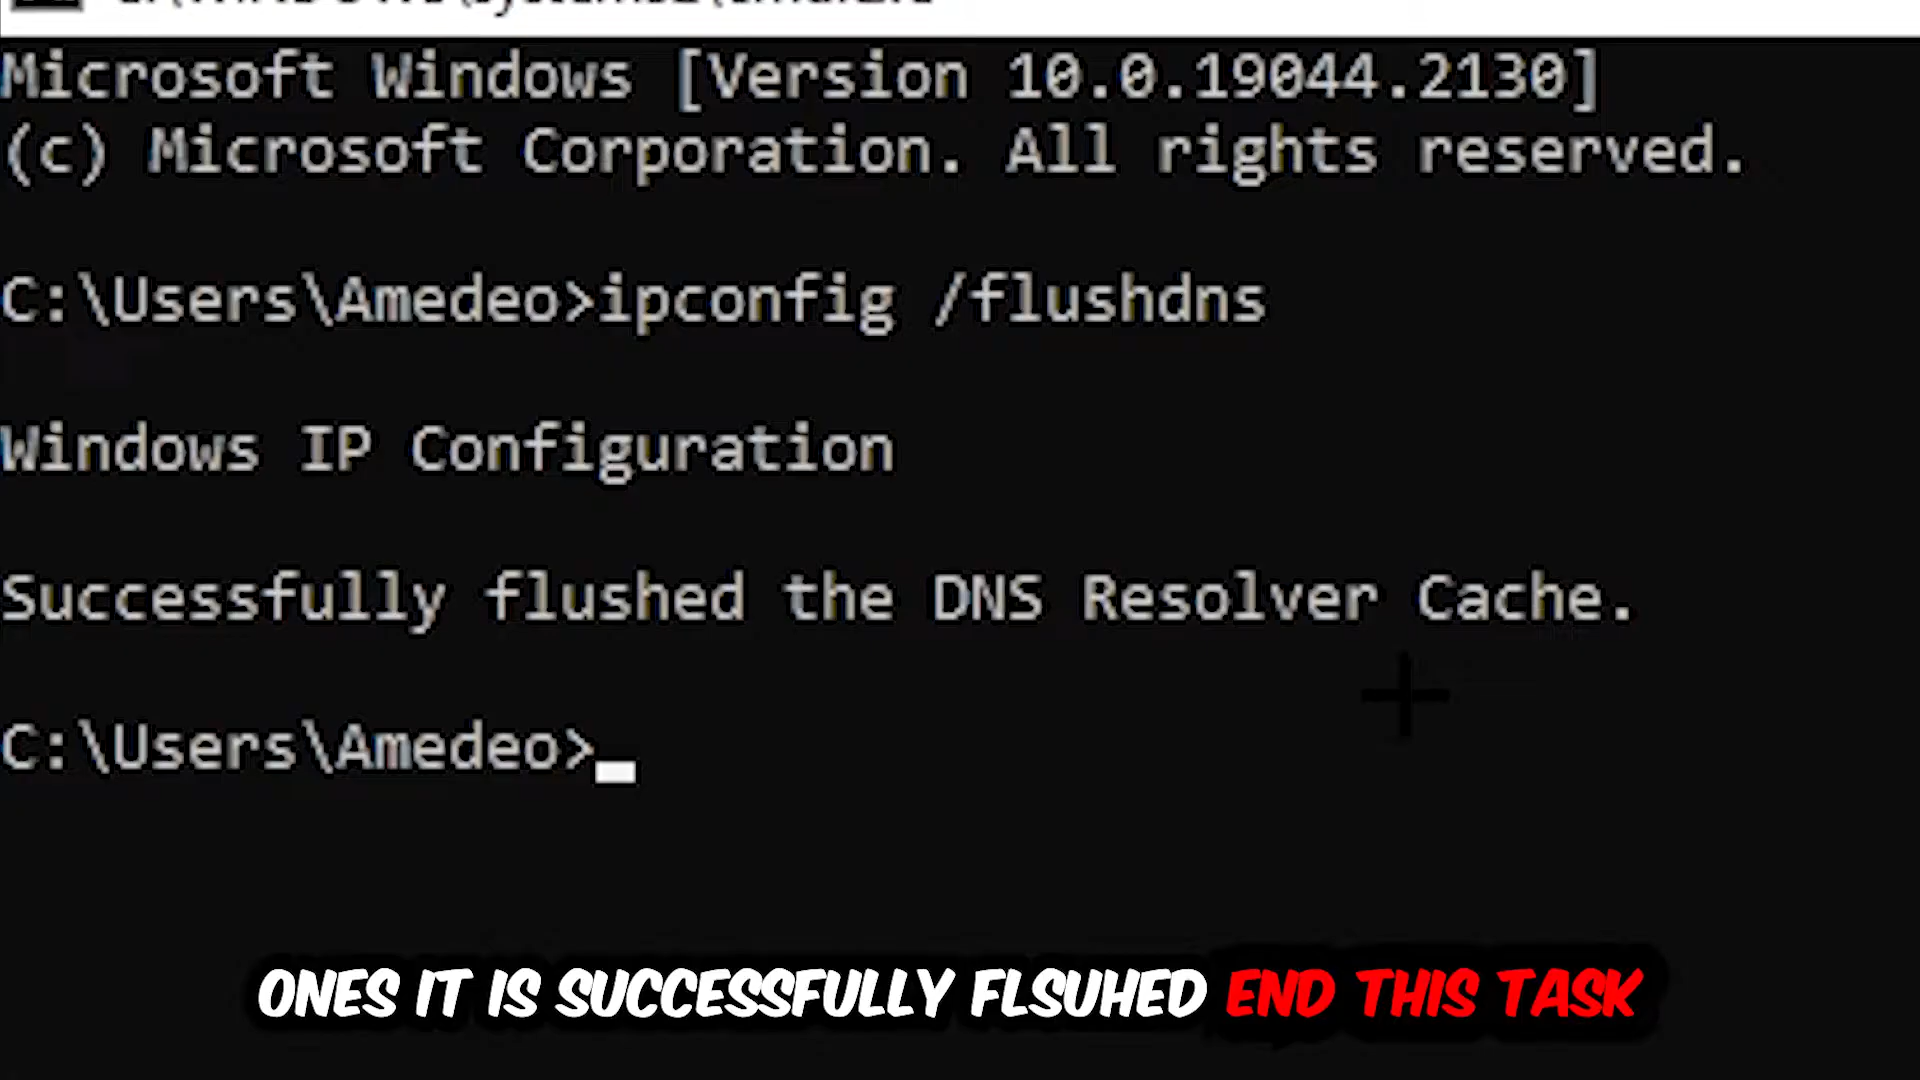 Microsoft Windows [Version 10.0.19044.2130]
(c) Microsoft Corporation. All rights reserved.
C:\Users\Amedeo>ipconfig /flushdns
Windows IP Configuration
Successfully flushed the DNS Resolver Cache.
C:\Users\Amedeo>
ONES IT IS SUCCESSFULLY FLSUHED END THIS TASK